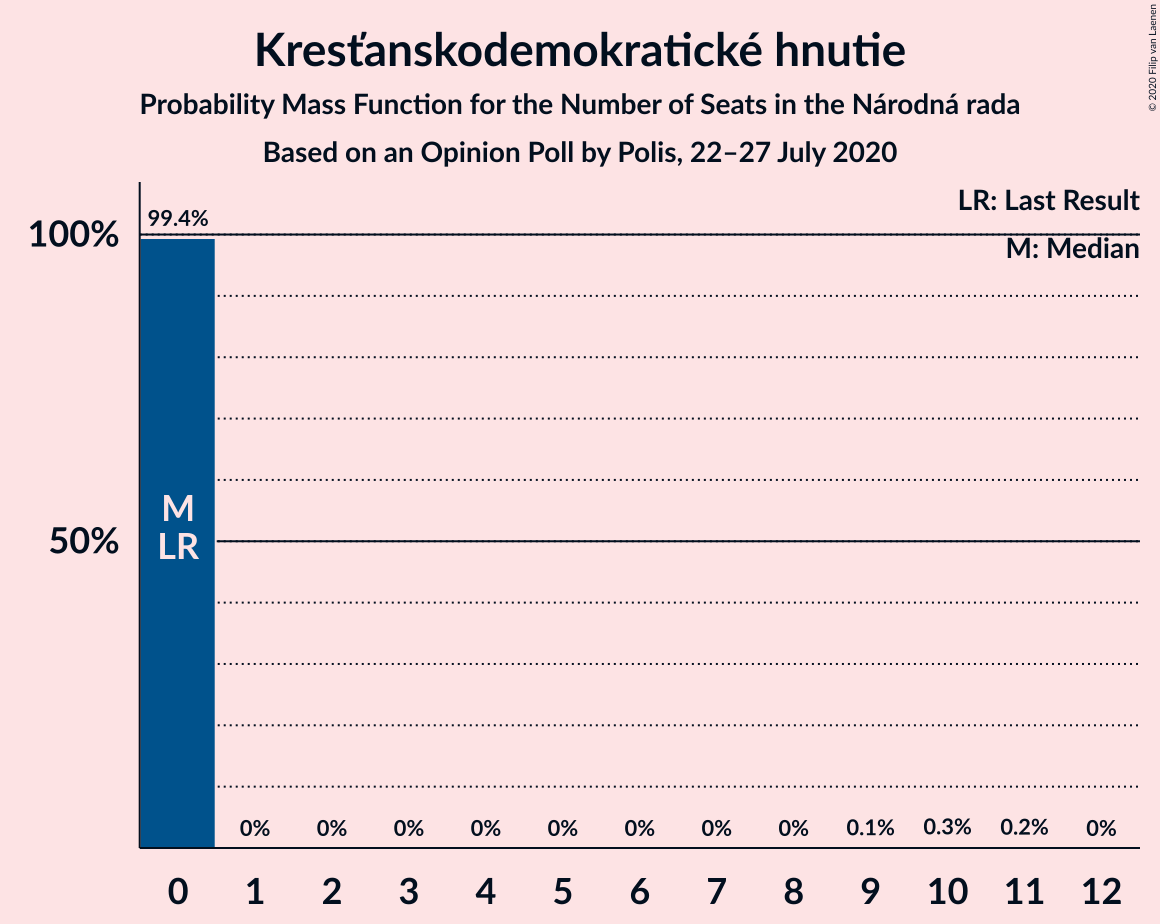 Kresťanskodemokratické hnutie
Probability Mass Function for the Number of Seats in the Národná rada
Based on an Opinion Poll by Polis, 22–27 July 2020
© 2020 Filip van Laenen
LR: Last Result
M: Median
100%
50%
99.4%
M
LR
0% 0% 0% 0% 0% 0% 0% 0% 0.1% 0.3% 0.2% 0%
0 1 2 3 4 5 6 7 8 9 10 11 12